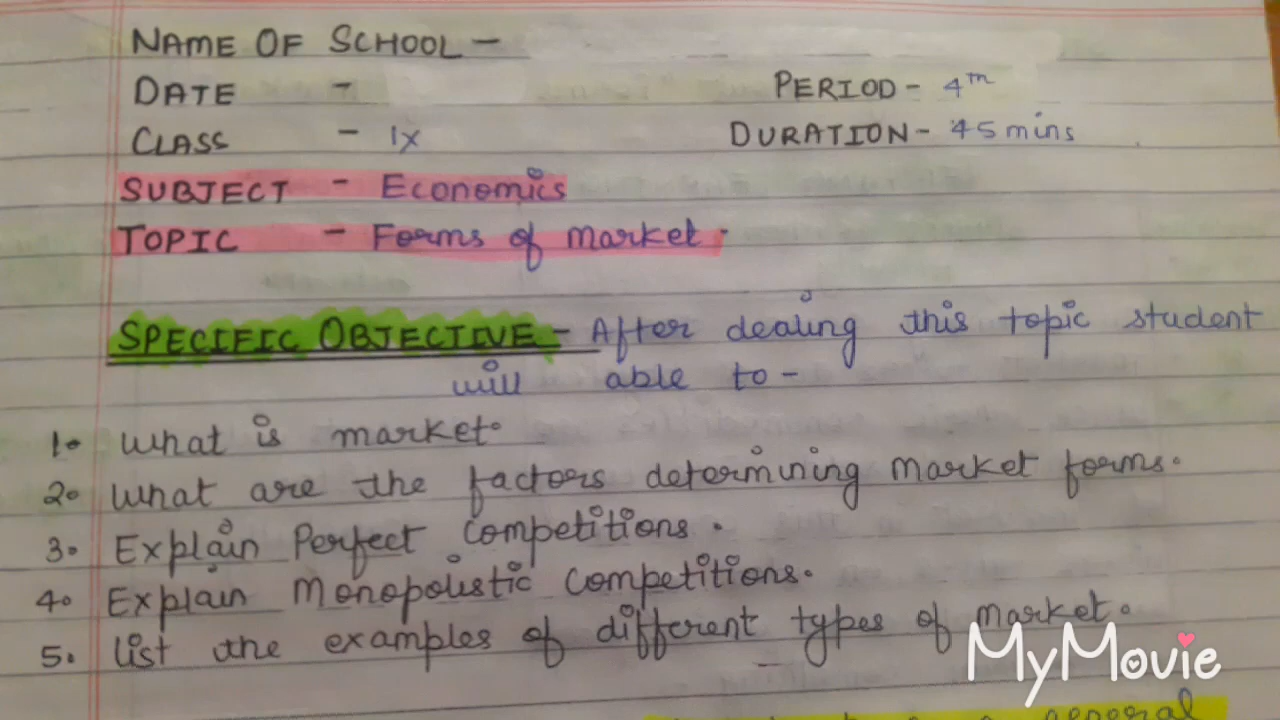 NAME OF SCHOOL -
DATE -
PERIOD - 4th
CLASS - IX
DURATION - 45 mins
SUBJECT - Economics
TOPIC - Forms of market.
SPECIFIC OBJECTIVE - After dealing this topic student
will able to -
1. What is market.
2. What are the factors determining market forms.
3. Explain Perfect Competitions.
4. Explain Monopolistic Competitions.
5. List the examples of different types of market.
MyMovie
general